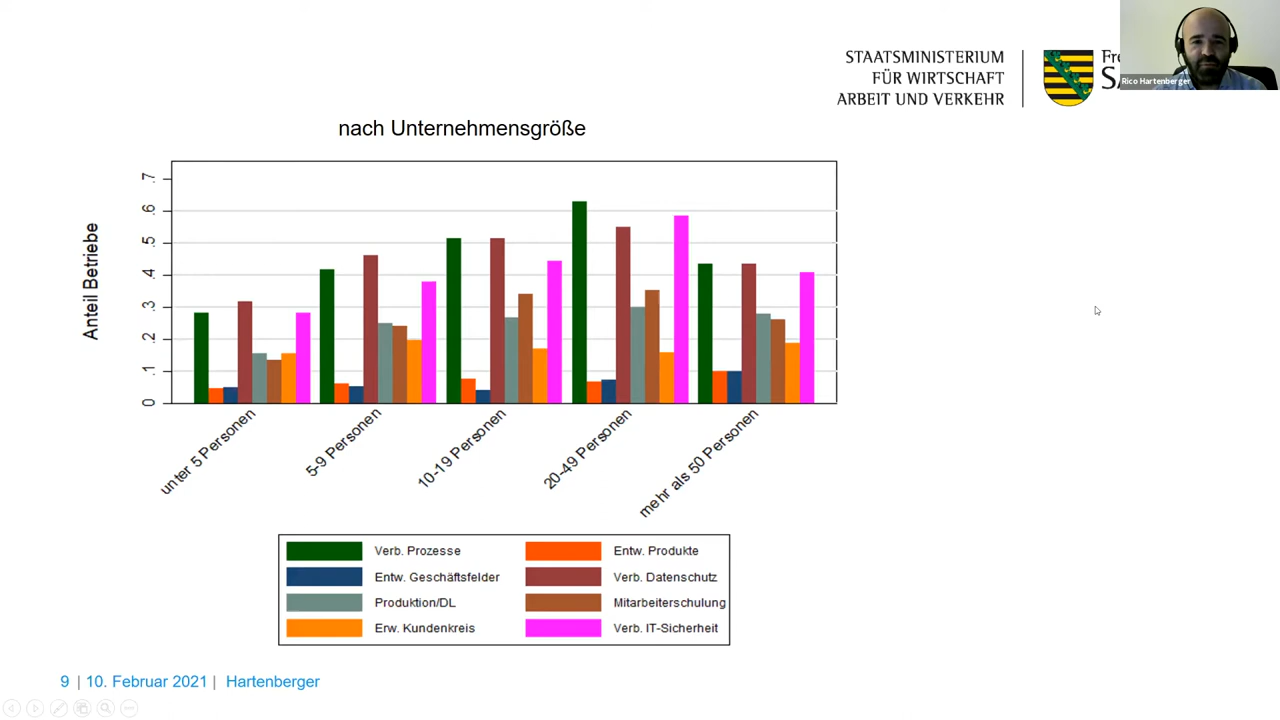 STAATSMINISTERIUM
FÜR WIRTSCHAFT
ARBEIT UND VERKEHR
Rico Hartenberger
nach Unternehmensgröße
Anteil Betriebe
.7
.6
.5
.4
.3
.2
.1
0
unter 5 Personen
5-9 Personen
10-19 Personen
20-49 Personen
mehr als 50 Personen
Verb. Prozesse
Entw. Produkte
Entw. Geschäftsfelder
Verb. Datenschutz
Produktion/DL
Mitarbeiterschulung
Erw. Kundenkreis
Verb. IT-Sicherheit
9 | 10. Februar 2021 | Hartenberger